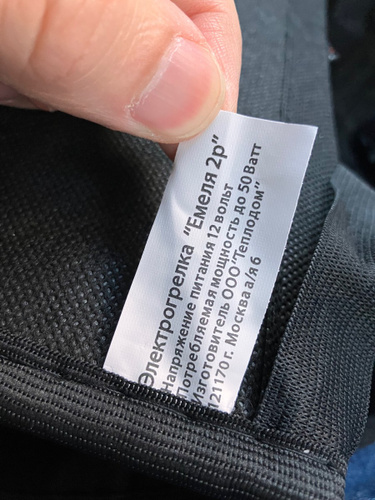 Электрогрелка "Емеля 2р"
Напряжение питания 12 вольт
Потребляемая мощность до 50 Ватт
Изготовитель ООО "Теплодом"
121170 г. Москва а/я 6